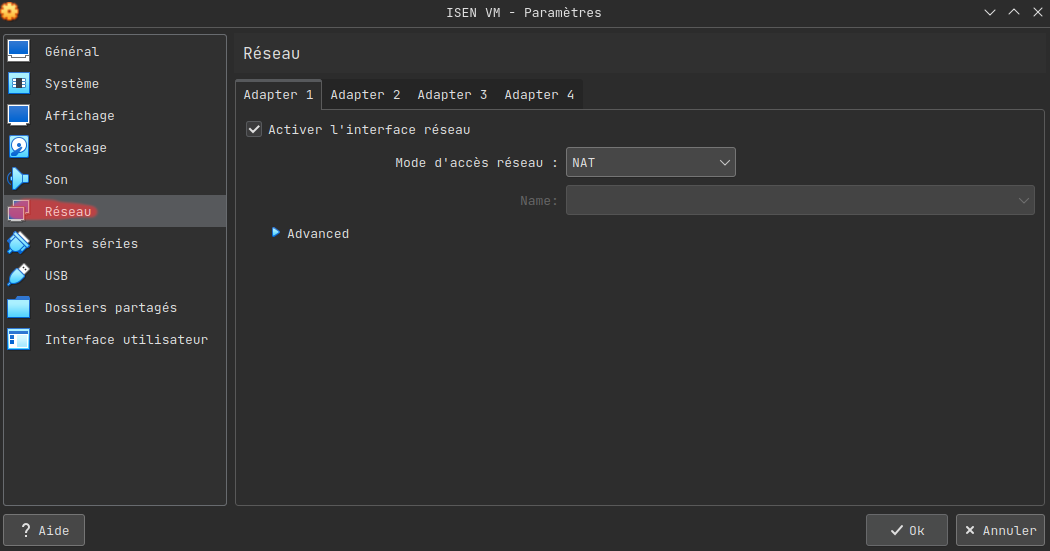 ISEN VM - Paramètres
Général
Système
Affichage
Stockage
Son
Réseau
Ports séries
USB
Dossiers partagés
Interface utilisateur
Réseau
Adapter 1 Adapter 2 Adapter 3 Adapter 4
Activer l'interface réseau
Mode d'accès réseau : NAT
Name:
Advanced
? Aide
Ok Annuler